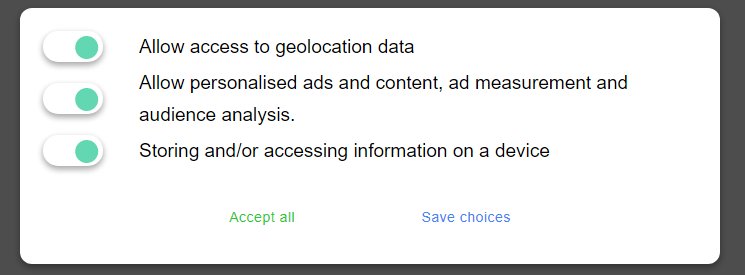 Allow access to geolocation data
Allow personalised ads and content, ad measurement and
audience analysis.
Storing and/or accessing information on a device
Accept all
Save choices